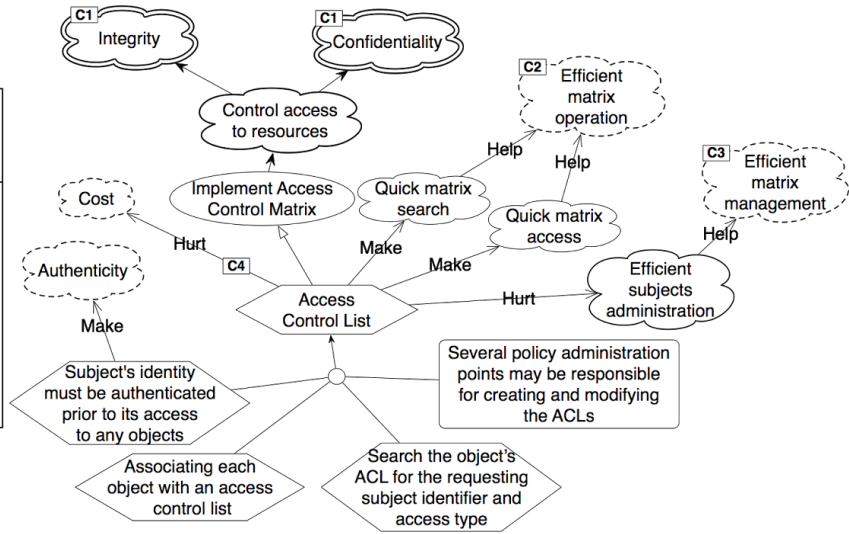 C1
Integrity
C1
Confidentiality
C2
Efficient
matrix
operation
Control access
to resources
Help
Help
C3
Efficient
matrix
management
Cost
Implement Access
Control Matrix
Quick matrix
search
Quick matrix
access
Hurt
C4
Make
Make
Help
Authenticity
Access
Control List
Hurt
Efficient
subjects
administration
Make
Subject's identity
must be authenticated
prior to its access
to any objects
Several policy administration
points may be responsible
for creating and modifying
the ACLs
Associating each
object with an access
control list
Search the object's
ACL for the requesting
subject identifier and
access type